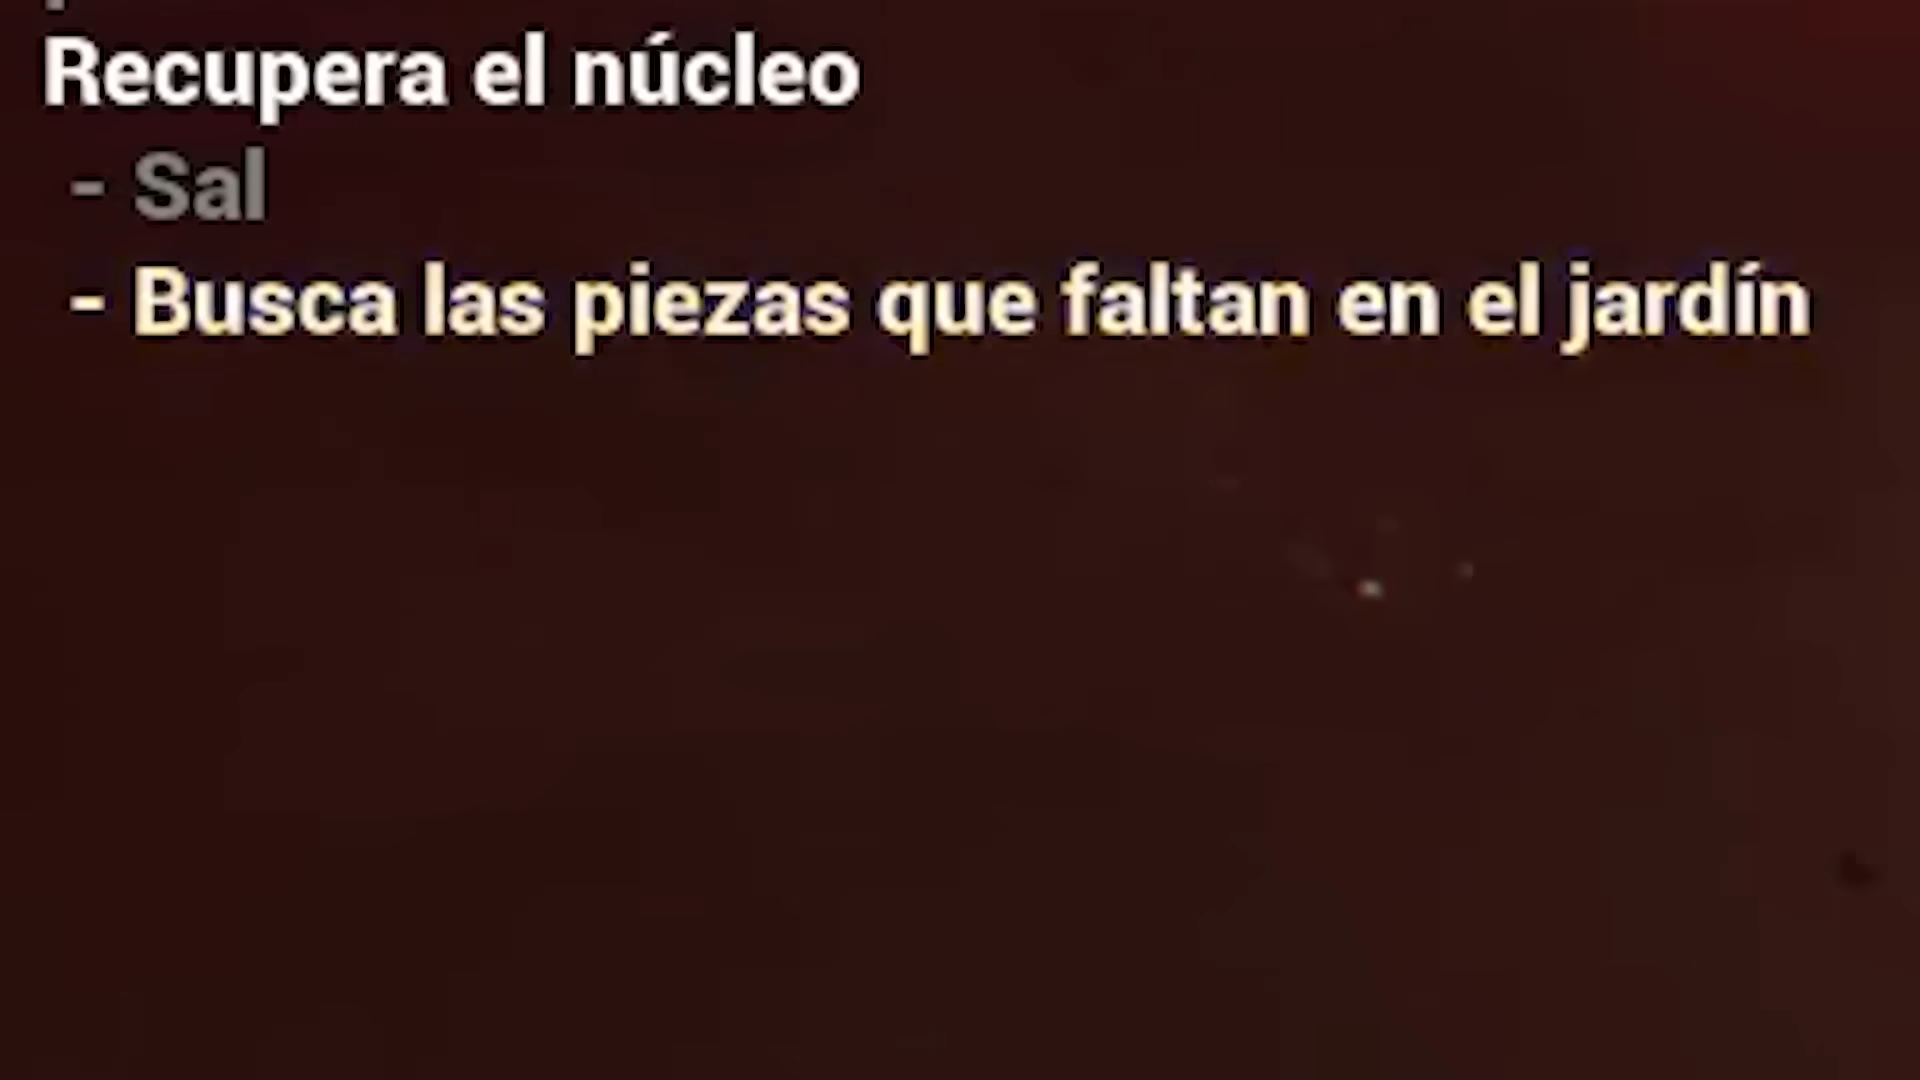 Recupera el núcleo
- Sal
- Busca las piezas que faltan en el jardín